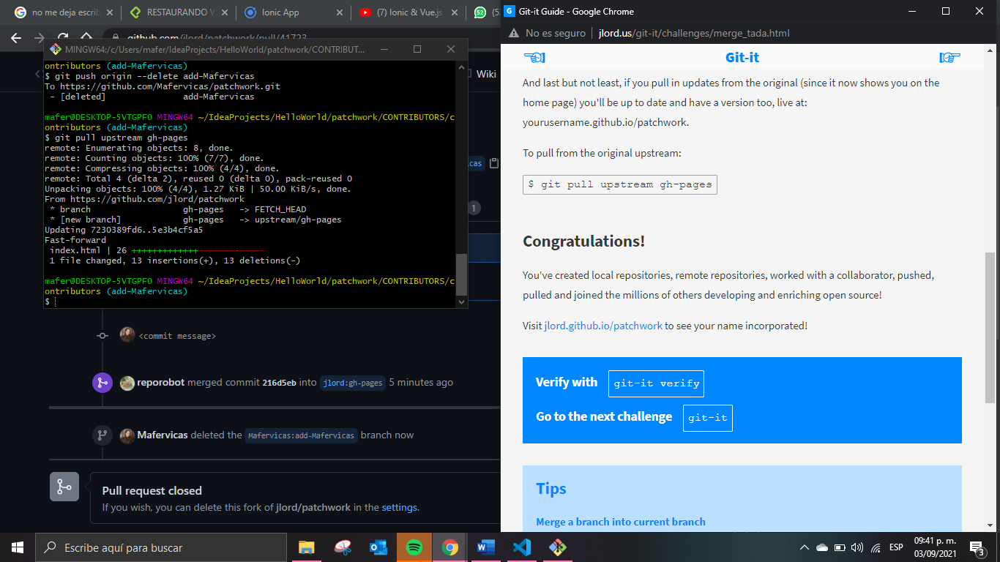 no me deja escrib
RESTAURANDO V
Ionic App
(7) Ionic & Vue.js
github.com/jlord/patchwork/pull/41723
Wiki
1
MINGW64:/c/Users/mafer/IdeaProjects/HelloWorld/patchwork/CONTRIBUT...
ontributors (add-Mafervicas)
$ git push origin --delete add-Mafervicas
To https://github.com/Mafervicas/patchwork.git
- [deleted] add-Mafervicas
mafer@DESKTOP-5VTGPFO MINGW64 ~/IdeaProjects/HelloWorld/patchwork/CONTRIBUTORS/c
ontributors (add-Mafervicas)
$ git pull upstream gh-pages
remote: Enumerating objects: 8, done.
remote: Counting objects: 100% (7/7), done.
remote: Compressing objects: 100% (4/4), done.
remote: Total 4 (delta 2), reused 0 (delta 0), pack-reused 0
Unpacking objects: 100% (4/4), 1.27 KiB | 50.00 KiB/s, done.
From https://github.com/jlord/patchwork
* branch gh-pages -> FETCH_HEAD
* [new branch] gh-pages -> upstream/gh-pages
Updating 7230389fd6..5e3b4cf5a5
Fast-forward
index.html | 26 +++++++++++++-------------
1 file changed, 13 insertions(+), 13 deletions(-)
mafer@DESKTOP-5VTGPFO MINGW64 ~/IdeaProjects/HelloWorld/patchwork/CONTRIBUTORS/c
ontributors (add-Mafervicas)
$
<commit message>
reporobot merged commit 216d5eb into jlord:gh-pages 5 minutes ago
Mafervicas deleted the Mafervicas:add-Mafervicas branch now
Pull request closed
If you wish, you can delete this fork of jlord/patchwork in the settings.
Git-it Guide - Google Chrome
No es seguro | jlord.us/git-it/challenges/merge_tada.html
Git-it
And last but not least, if you pull in updates from the original (since it now shows you on the
home page) you'll be up to date and have a version too, live at:
yourusername.github.io/patchwork.
To pull from the original upstream:
$ git pull upstream gh-pages
Congratulations!
You've created local repositories, remote repositories, worked with a collaborator, pushed,
pulled and joined the millions of others developing and enriching open source!
Visit jlord.github.io/patchwork to see your name incorporated!
Verify with git-it verify
Go to the next challenge git-it
Tips
Merge a branch into current branch
Escribe aquí para buscar
ESP
09:41 p. m.
03/09/2021
3